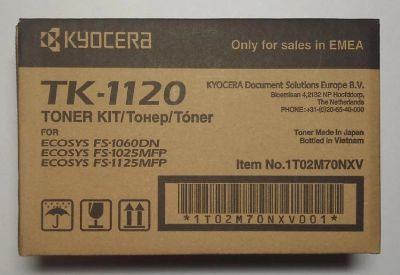 KYOCERA
Only for sales in EMEA
TK-1120
TONER KIT/Тонер/Tóner
KYOCERA Document Solutions Europe B.V.
Bloemlaan 4,2132 NP Hoofddorp,
The Netherlands
PHONE:+31-(0)20-65-40-000
FOR
ECOSYS FS-1060DN
ECOSYS FS-1025MFP
ECOSYS FS-1125MFP
Toner Made in Japan
Bottled in Vietnam
Item No.1T02M70NXV
*1T02M70NXV001*